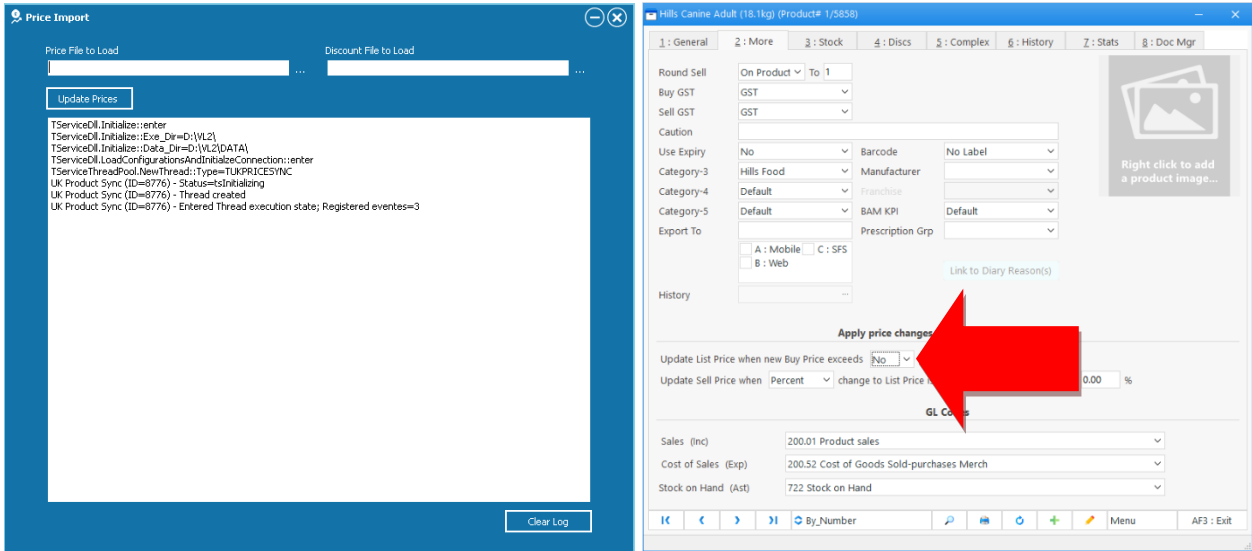 Price Import
Price File to Load
Discount File to Load
...
...
Update Prices
TServiceDll.Initialize::enter
TServiceDll.Initialize::Exe_Dir=D:\VL2\
TServiceDll.Initialize::Data_Dir=D:\VL2\DATA\
TServiceDll.LoadConfigurationsAndInitialzeConnection::enter
TServiceThreadPool.NewThread::Type=TUKPRICESYNC
UK Product Sync (ID=8776) - Status=tsInitializing
UK Product Sync (ID=8776) - Thread created
UK Product Sync (ID=8776) - Entered Thread execution state; Registered eventes=3
Clear Log
Hills Canine Adult (18.1kg) (Product# 1/5858)
1 : General 2 : More 3 : Stock 4 : Discs 5 : Complex 6 : History 7 : Stats 8 : Doc Mgr
Round Sell On Product To 1
Buy GST GST
Sell GST GST
Caution
Use Expiry No Barcode No Label
Category-3 Hills Food Manufacturer
Category-4 Default Franchise
Category-5 Default BAM KPI Default
Export To Prescription Grp
A : Mobile C : SFS
B : Web
Link to Diary Reason(s)
History ...
Right click to add
a product image...
Apply price changes
Update List Price when new Buy Price exceeds No
Update Sell Price when Percent change to List Price 0.00 %
GL
Sales (Inc) 200.01 Product sales
Cost of Sales (Exp) 200.52 Cost of Goods Sold-purchases Merch
Stock on Hand (Ast) 722 Stock on Hand
By_Number Menu AF3 : Exit